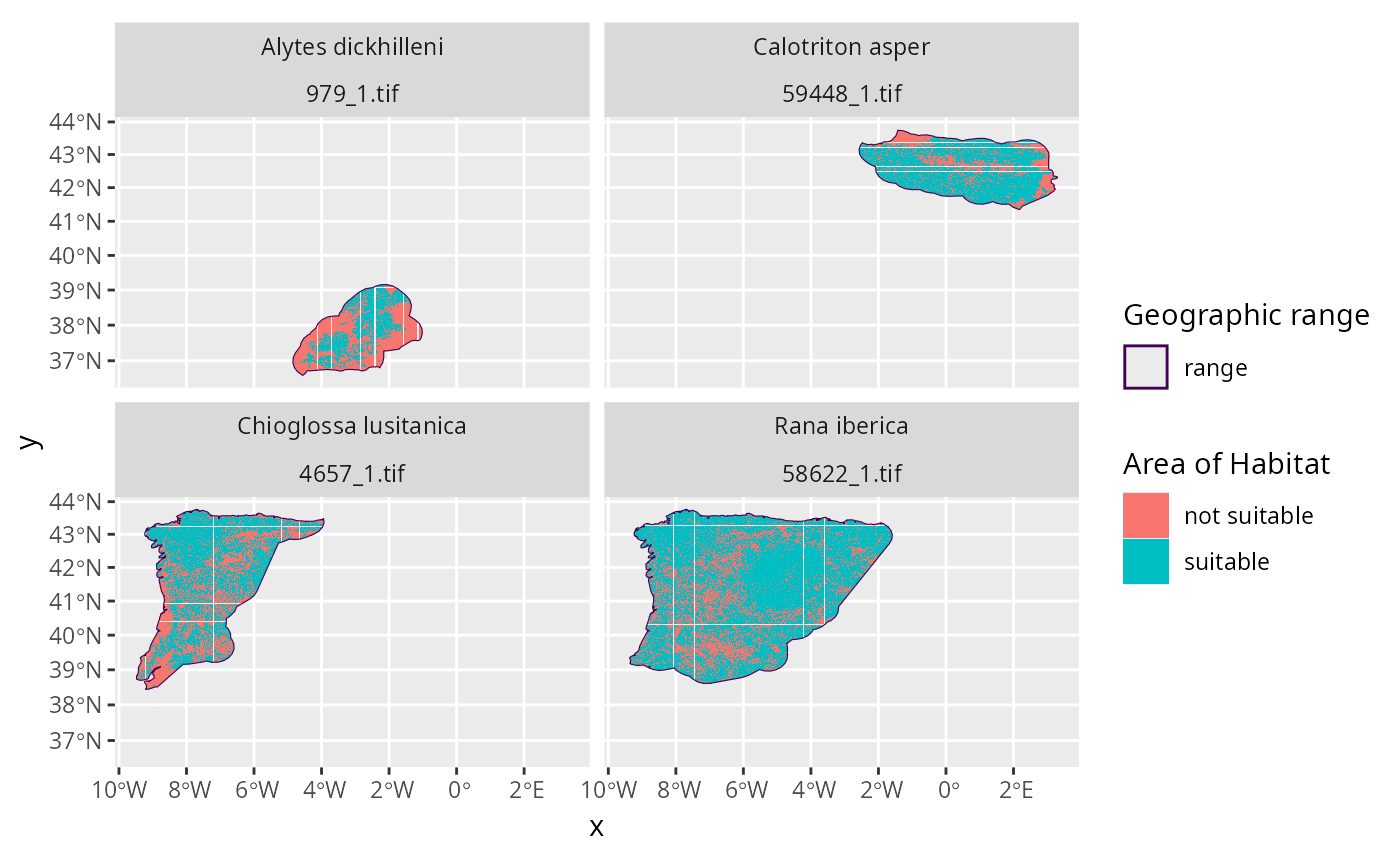 Alytes dickhilleni
979_1.tif
Calotriton asper
59448_1.tif
44°N
43°N
42°N
41°N
40°N
39°N
38°N
37°N
Chioglossa lusitanica
4657_1.tif
Rana iberica
58622_1.tif
44°N
43°N
42°N
41°N
40°N
39°N
38°N
37°N
10°W 8°W 6°W 4°W 2°W 0° 2°E
10°W 8°W 6°W 4°W 2°W 0° 2°E
x
y
Geographic range
range
Area of Habitat
not suitable
suitable